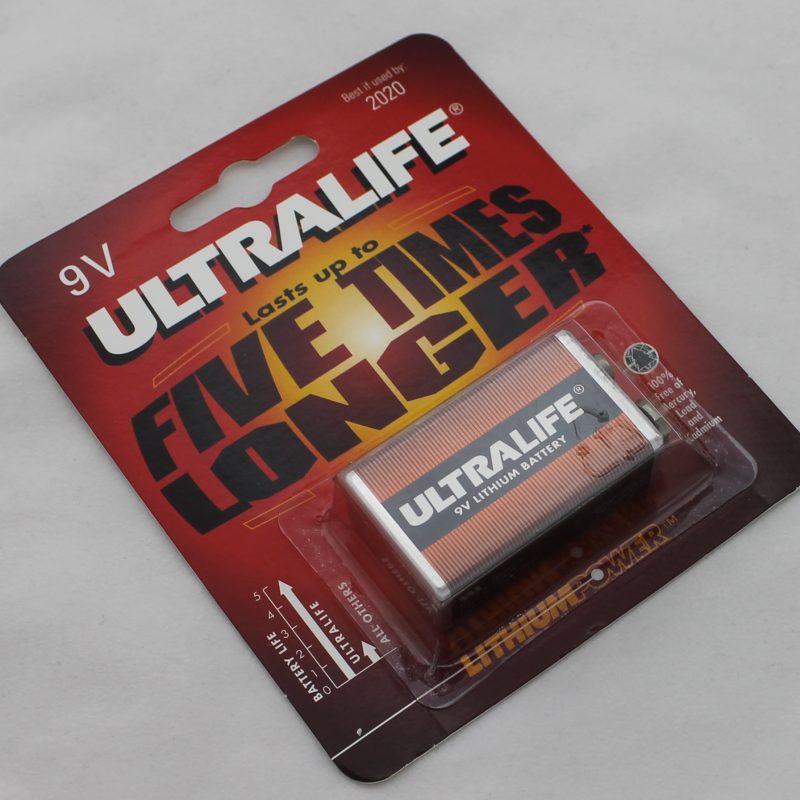 Best if used by:
2020
9V
ULTRALIFE®
Lasts up to
FIVE TIMES
LONGER*
100%
Free of
Mercury,
Lead
and
Cadmium
ULTRALIFE®
9V LITHIUM BATTERY
LITHIUMPOWER™
BATTERY LIFE
0 1 2 3 4 5
ULTRALIFE
ULTRALIFE
ALL OTHERS